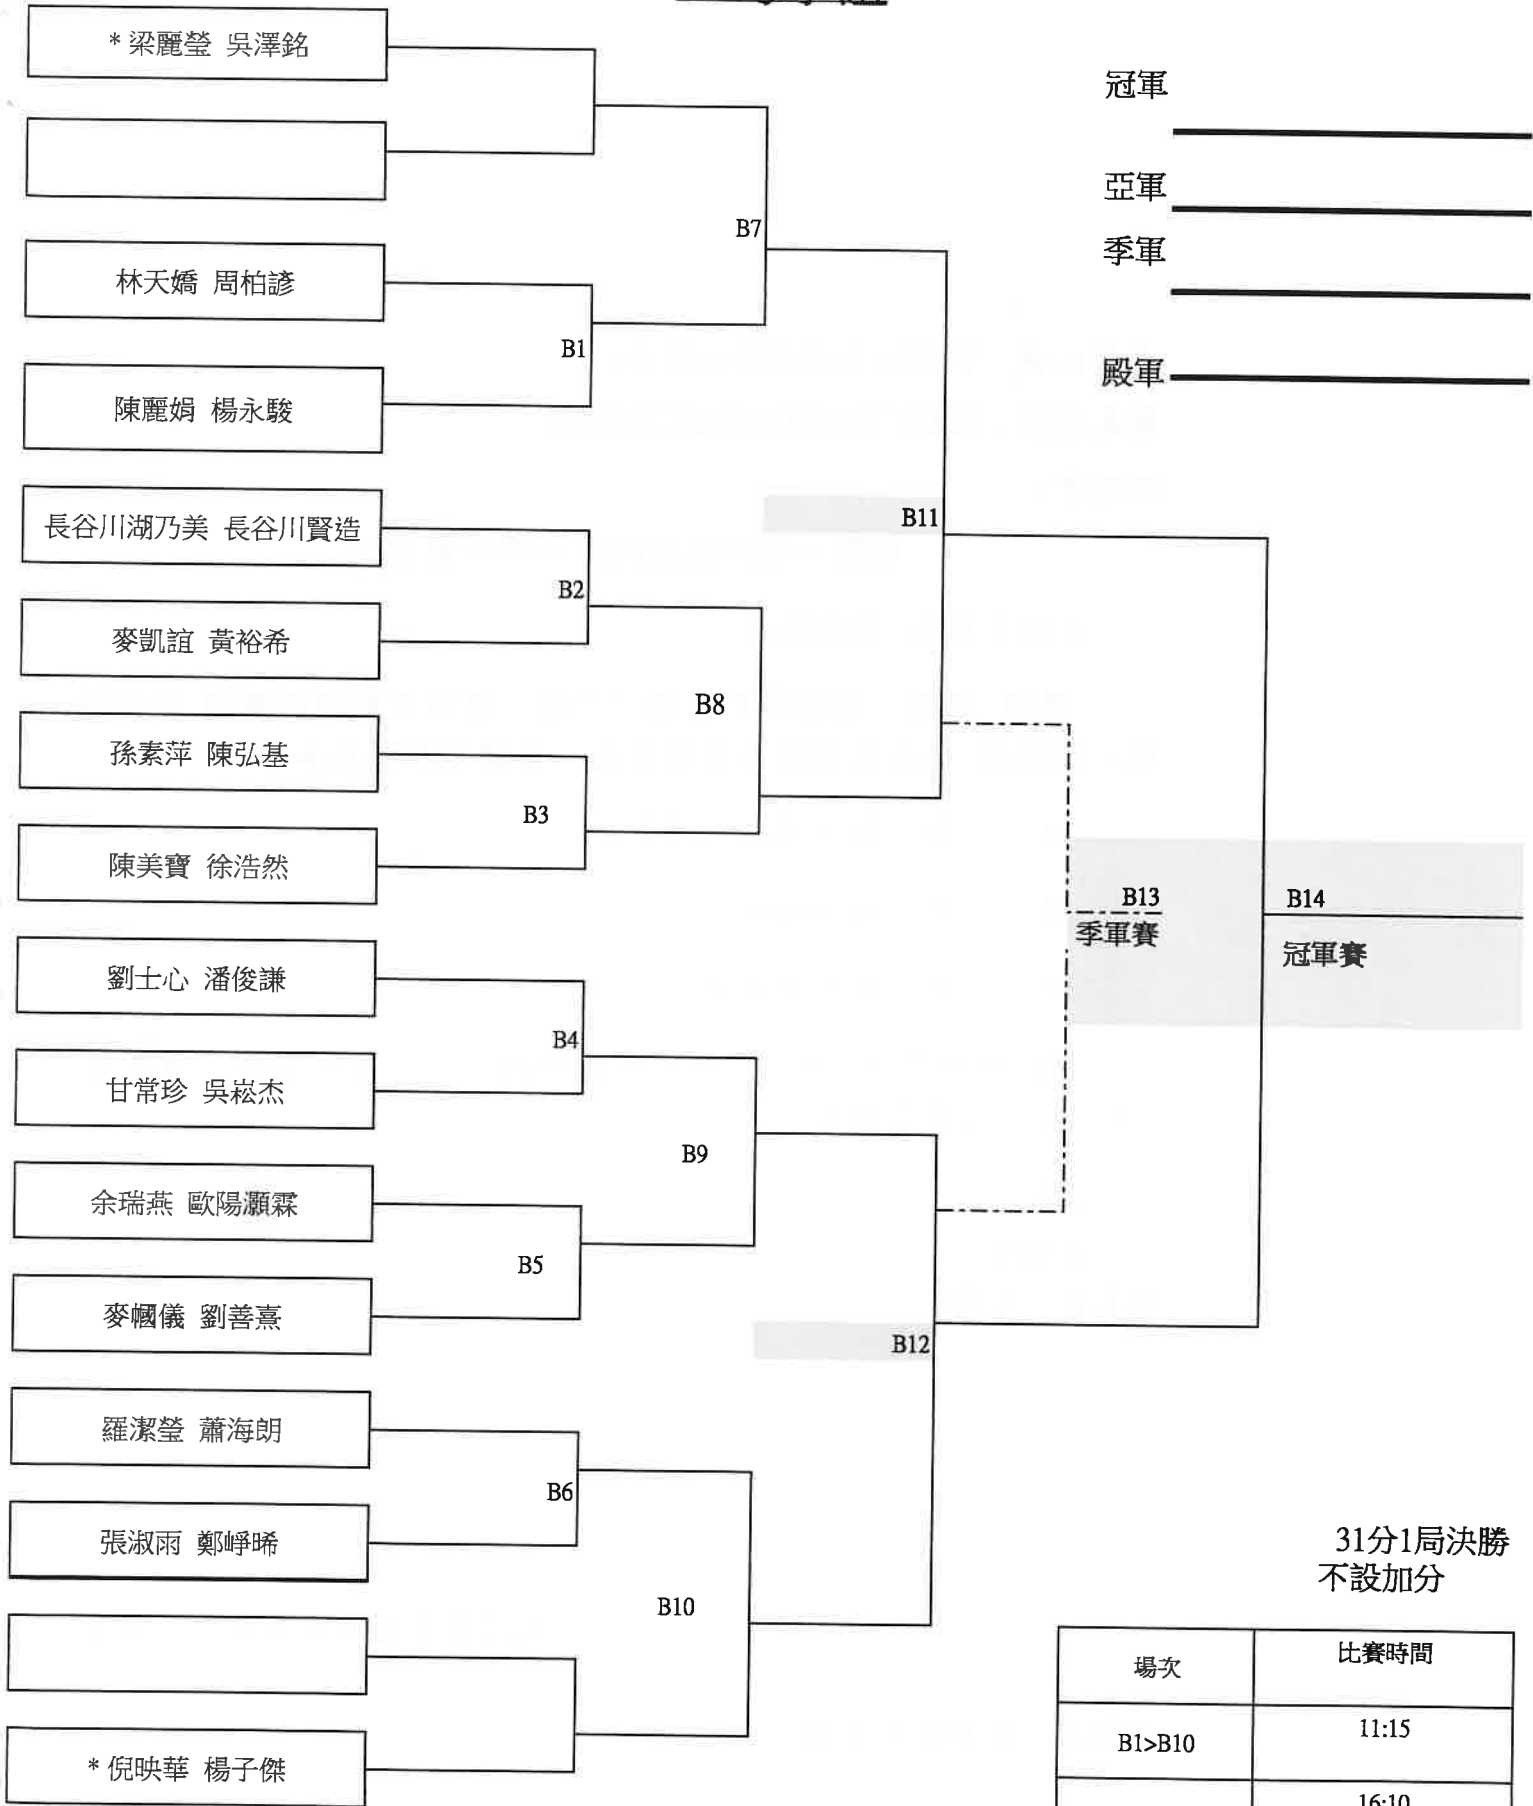 *梁麗瑩 吳澤銘
冠軍
亞軍
B7
季軍
林天嬌 周柏諺
B1
殿軍
陳麗娟 楊永駿
長谷川湖乃美 長谷川賢造
B11
B2
麥凱誼 黃裕希
B8
孫素萍 陳弘基
B3
陳美寶 徐浩然
B13
B14
季軍賽
冠軍賽
劉士心 潘俊謙
B4
甘常珍 吳崧杰
B9
余瑞燕 歐陽灝霖
B5
麥幗儀 劉善熹
B12
羅潔瑩 蕭海朗
B6
張淑雨 鄭崢晞
31分1局決勝
不設加分
B10
場次 比賽時間
B1>B10 11:15
*倪映華 楊子傑
16:10